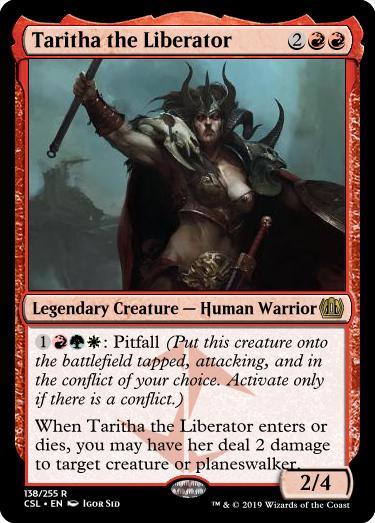 Taritha the Liberator 2
Legendary Creature — Human Warrior
1: Pitfall (Put this creature onto
the battlefield tapped, attacking, and in
the conflict of your choice. Activate only
if there is a conflict.)
When Taritha the Liberator enters or
dies, you may have her deal 2 damage
to target creature or planeswalker.
2/4
138/255 R
CSL • EN Igor Sid
™ & © 2019 Wizards of the Coast